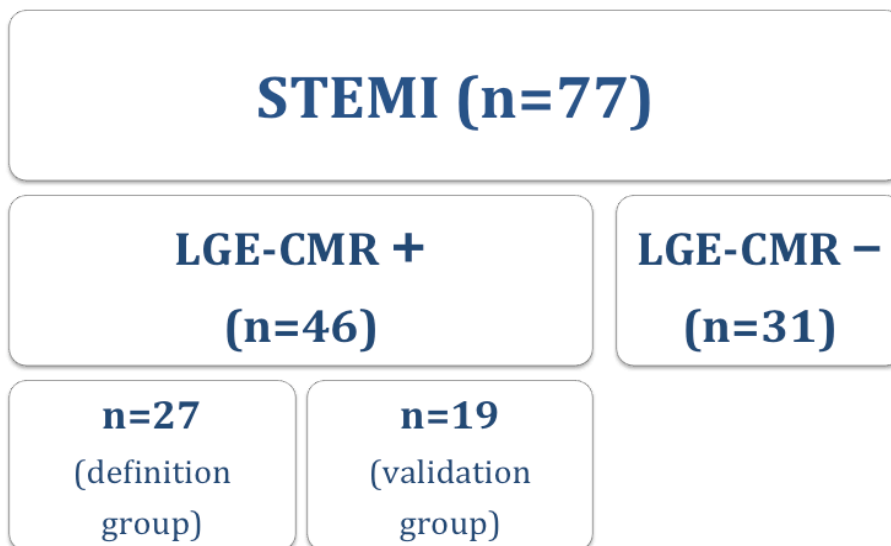 STEMI (n=77)
LGE-CMR +
(n=46)
LGE-CMR −
(n=31)
n=27
(definition
group)
n=19
(validation
group)